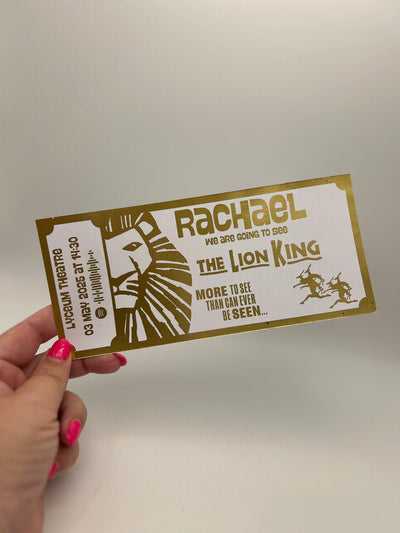 LYCEUM THEATRE
03 MAY 2025 AT 14:30
RACHAEL
WE ARE GOING TO SEE
THE LION KING
MORE TO SEE
THAN CAN EVER
BE SEEN...